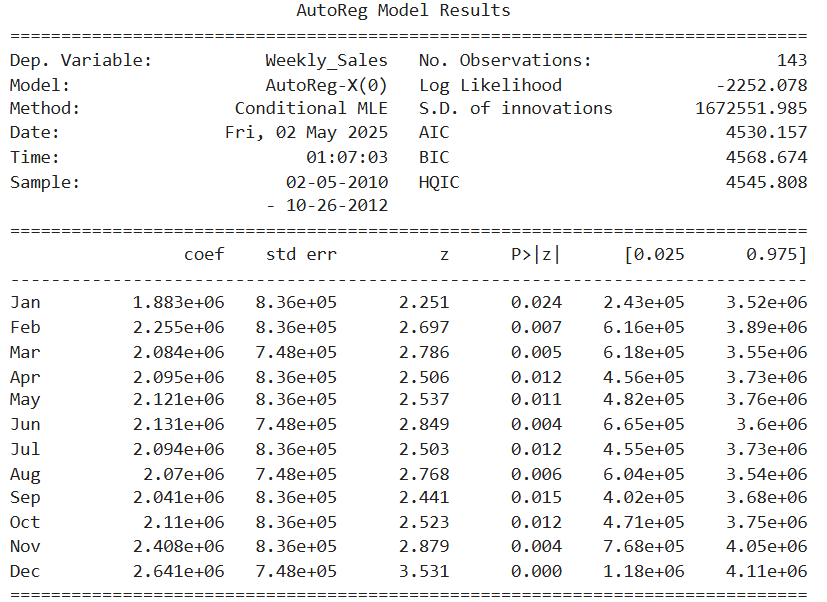 AutoReg Model Results
==============================================================================
Dep. Variable: Weekly_Sales No. Observations: 143
Model: AutoReg-X(0) Log Likelihood -2252.078
Method: Conditional MLE S.D. of innovations 1672551.985
Date: Fri, 02 May 2025 AIC 4530.157
Time: 01:07:03 BIC 4568.674
Sample: 02-05-2010 HQIC 4545.808
- 10-26-2012
==============================================================================
coef std err z P>|z| [0.025 0.975]
------------------------------------------------------------------------------
Jan 1.883e+06 8.36e+05 2.251 0.024 2.43e+05 3.52e+06
Feb 2.255e+06 8.36e+05 2.697 0.007 6.16e+05 3.89e+06
Mar 2.084e+06 7.48e+05 2.786 0.005 6.18e+05 3.55e+06
Apr 2.095e+06 8.36e+05 2.506 0.012 4.56e+05 3.73e+06
May 2.121e+06 8.36e+05 2.537 0.011 4.82e+05 3.76e+06
Jun 2.131e+06 7.48e+05 2.849 0.004 6.65e+05 3.6e+06
Jul 2.094e+06 8.36e+05 2.503 0.012 4.55e+05 3.73e+06
Aug 2.07e+06 7.48e+05 2.768 0.006 6.04e+05 3.54e+06
Sep 2.041e+06 8.36e+05 2.441 0.015 4.02e+05 3.68e+06
Oct 2.11e+06 8.36e+05 2.523 0.012 4.71e+05 3.75e+06
Nov 2.408e+06 8.36e+05 2.879 0.004 7.68e+05 4.05e+06
Dec 2.641e+06 7.48e+05 3.531 0.000 1.18e+06 4.11e+06
==============================================================================